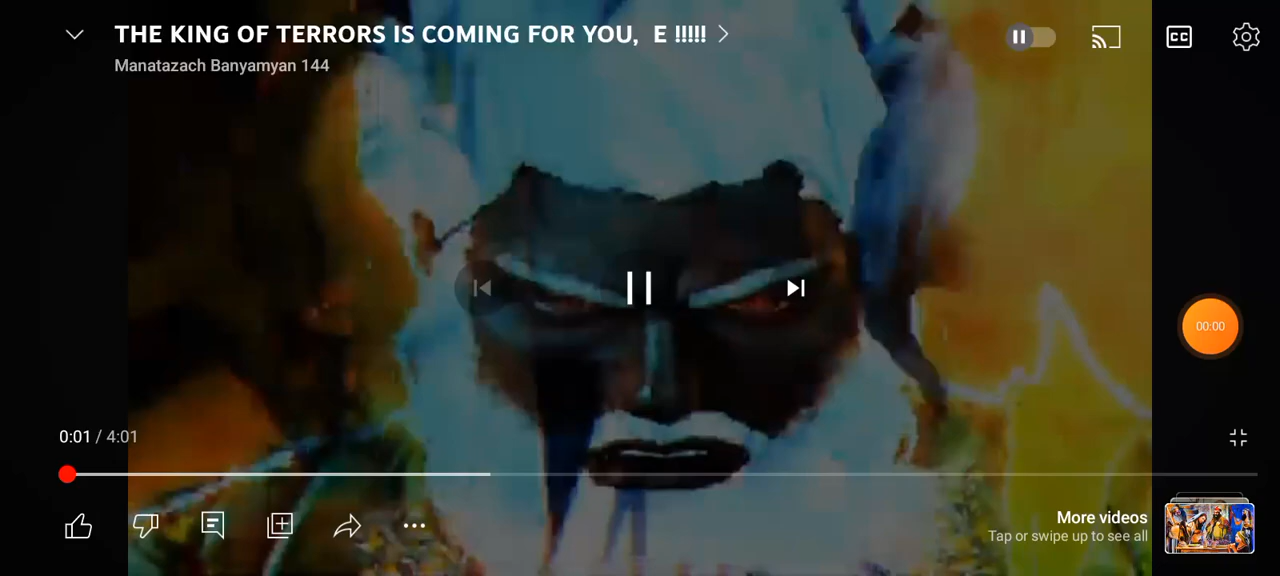 THE KING OF TERRORS IS COMING FOR YOU, E !!!!!
Manatazach Banyamyan 144
CC
00:00
0:01 / 4:01
More videos
Tap or swipe up to see all